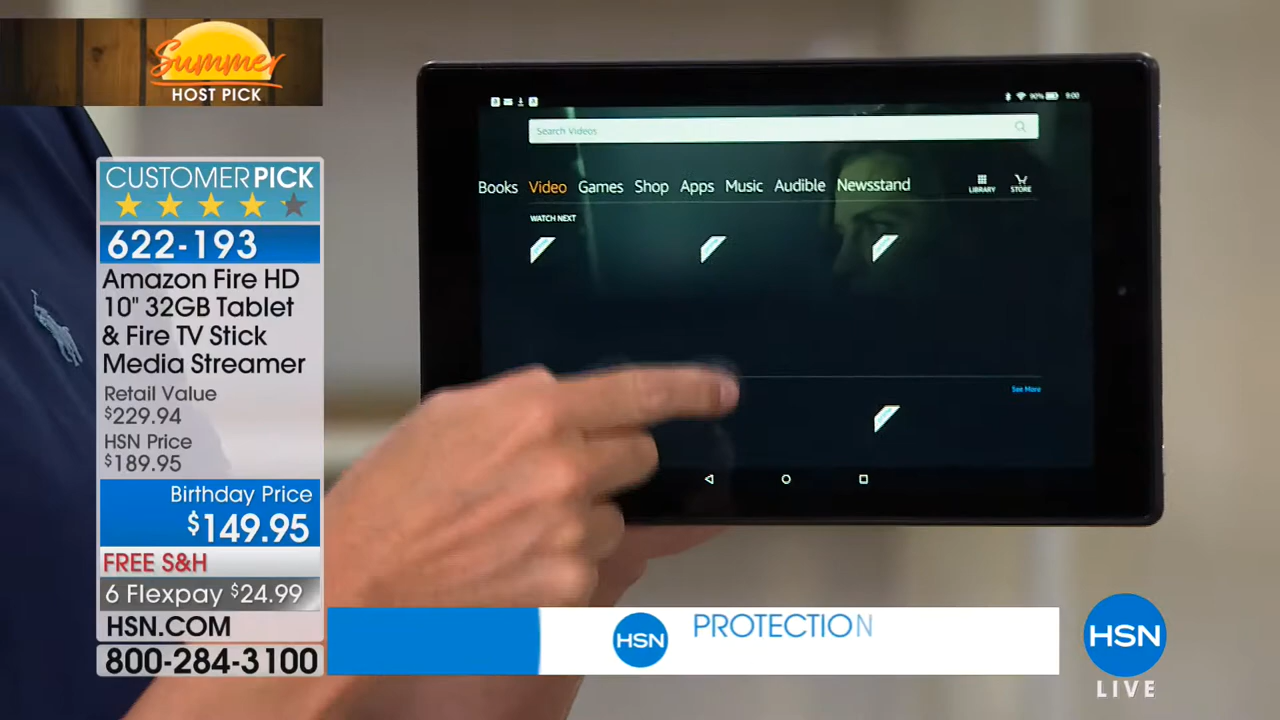 Summer
HOST PICK
CUSTOMER PICK
622-193
Amazon Fire HD
10" 32GB Tablet
& Fire TV Stick
Media Streamer
Retail Value
$229.94
HSN Price
$189.95
Birthday Price
$149.95
FREE S&H
6 Flexpay $24.99
HSN.COM
800-284-3100
90% 9:00
Search Videos
Books Video Games Shop Apps Music Audible Newsstand
LIBRARY STORE
WATCH NEXT
See More
HSN PROTECTION
HSN
LIVE